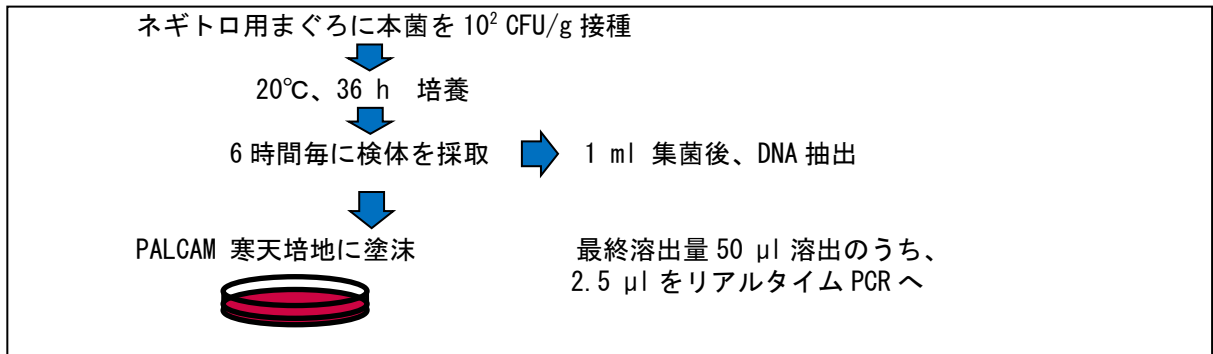 ネギトロ用まぐろに本菌を 10² CFU/g 接種
20℃、36 h 培養
6 時間毎に検体を採取
1 ml 集菌後、DNA 抽出
PALCAM 寒天培地に塗沫
最終溶出量 50 μl 溶出のうち、
2.5 μl をリアルタイム PCR へ